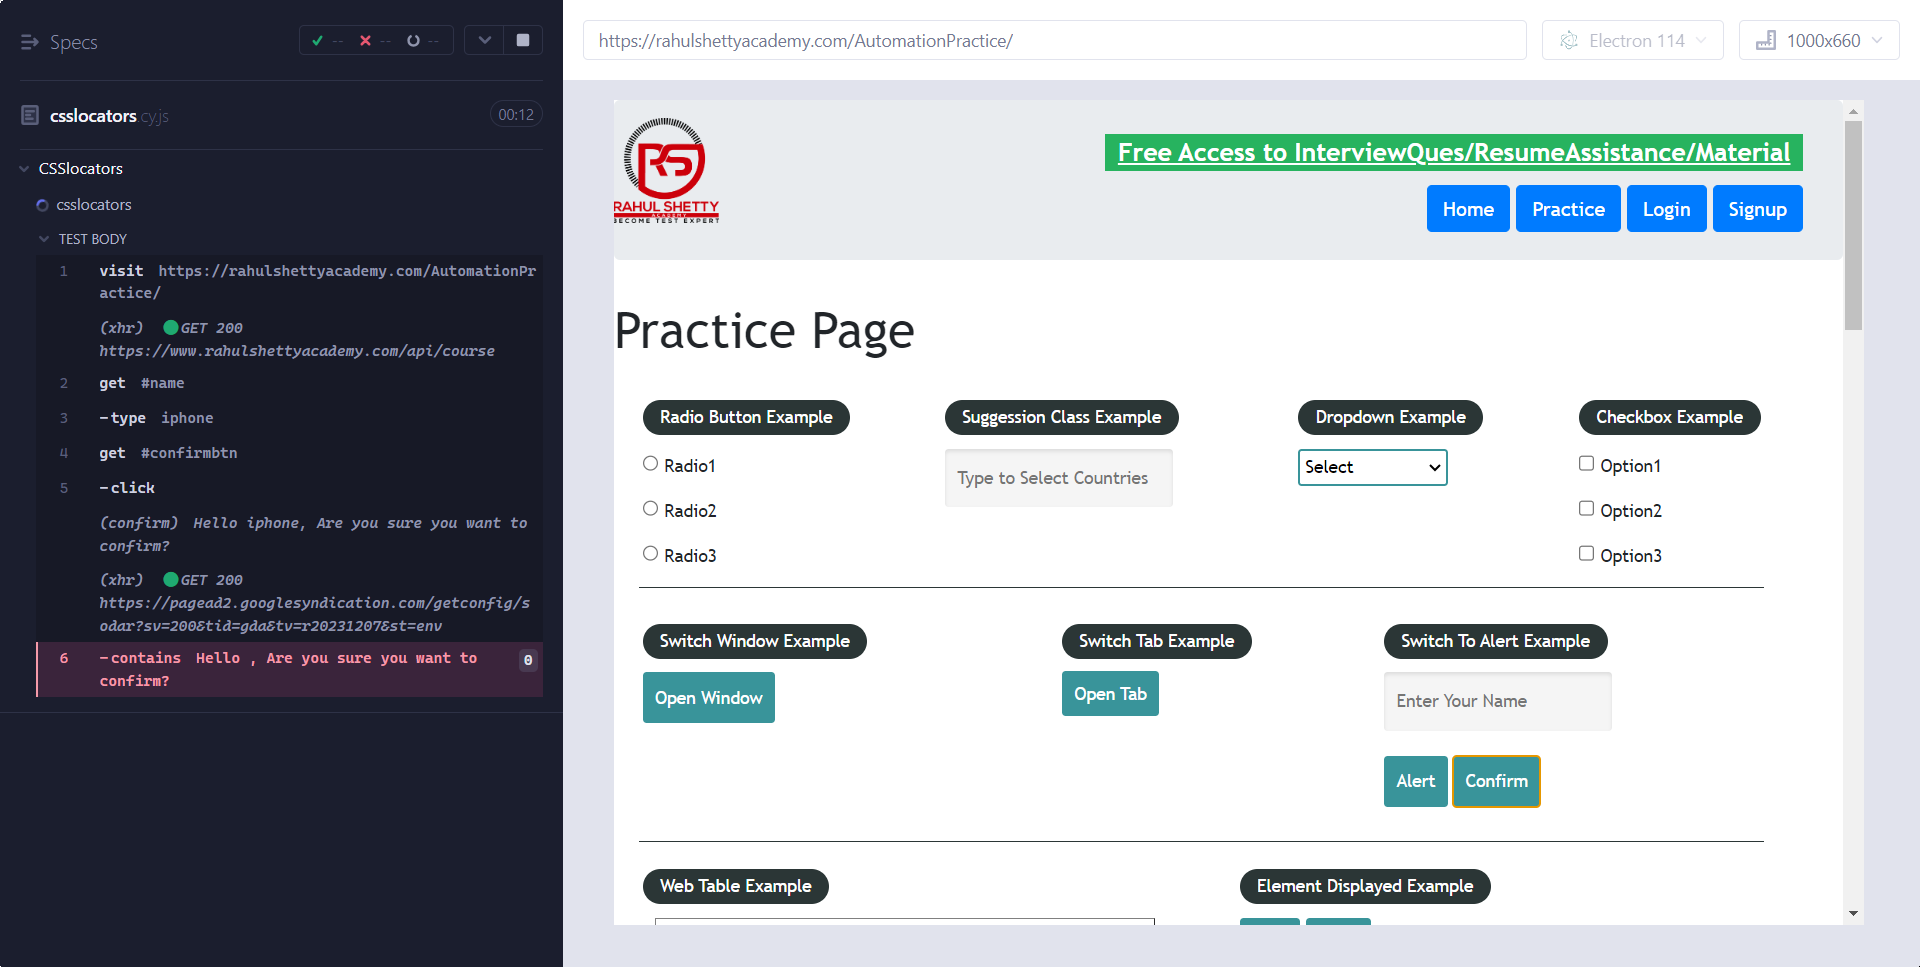 Specs
--
--
--
csslocators.cy.js
00:12
CSSlocators
csslocators
TEST BODY
1 visit https://rahulshettyacademy.com/AutomationPr
actice/
(xhr) GET 200
https://www.rahulshettyacademy.com/api/course
2 get #name
3 -type iphone
4 get #confirmbtn
5 -click
(confirm) Hello iphone, Are you sure you want to
confirm?
(xhr) GET 200
https://pagead2.googlesyndication.com/getconfig/s
odar?sv=200&tid=gda&tv=r20231207&st=env
6 -contains Hello , Are you sure you want to 0
confirm?
https://rahulshettyacademy.com/AutomationPractice/
Electron 114
1000x660
RS
RAHUL SHETTY
ACADEMY
BECOME TEST EXPERT
Free Access to InterviewQues/ResumeAssistance/Material
Home Practice Login Signup
Practice Page
Radio Button Example
Radio1
Radio2
Radio3
Suggession Class Example
Type to Select Countries
Dropdown Example
Select
Checkbox Example
Option1
Option2
Option3
Switch Window Example
Open Window
Switch Tab Example
Open Tab
Switch To Alert Example
Enter Your Name
Alert Confirm
Web Table Example
Element Displayed Example